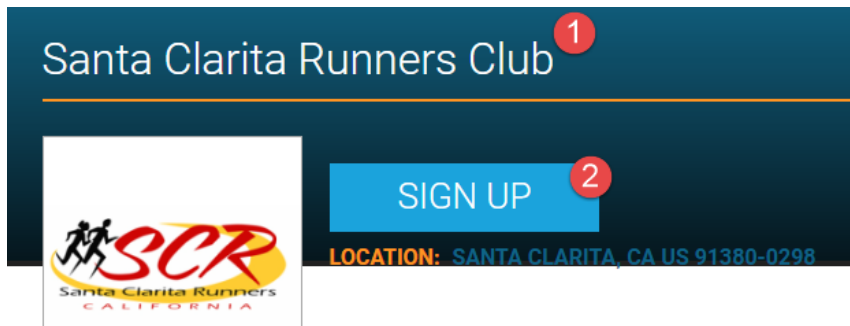 Santa Clarita Runners Club
1
SIGN UP
2
LOCATION: SANTA CLARITA, CA US 91380-0298
SCR
Santa Clarita Runners
CALIFORNIA